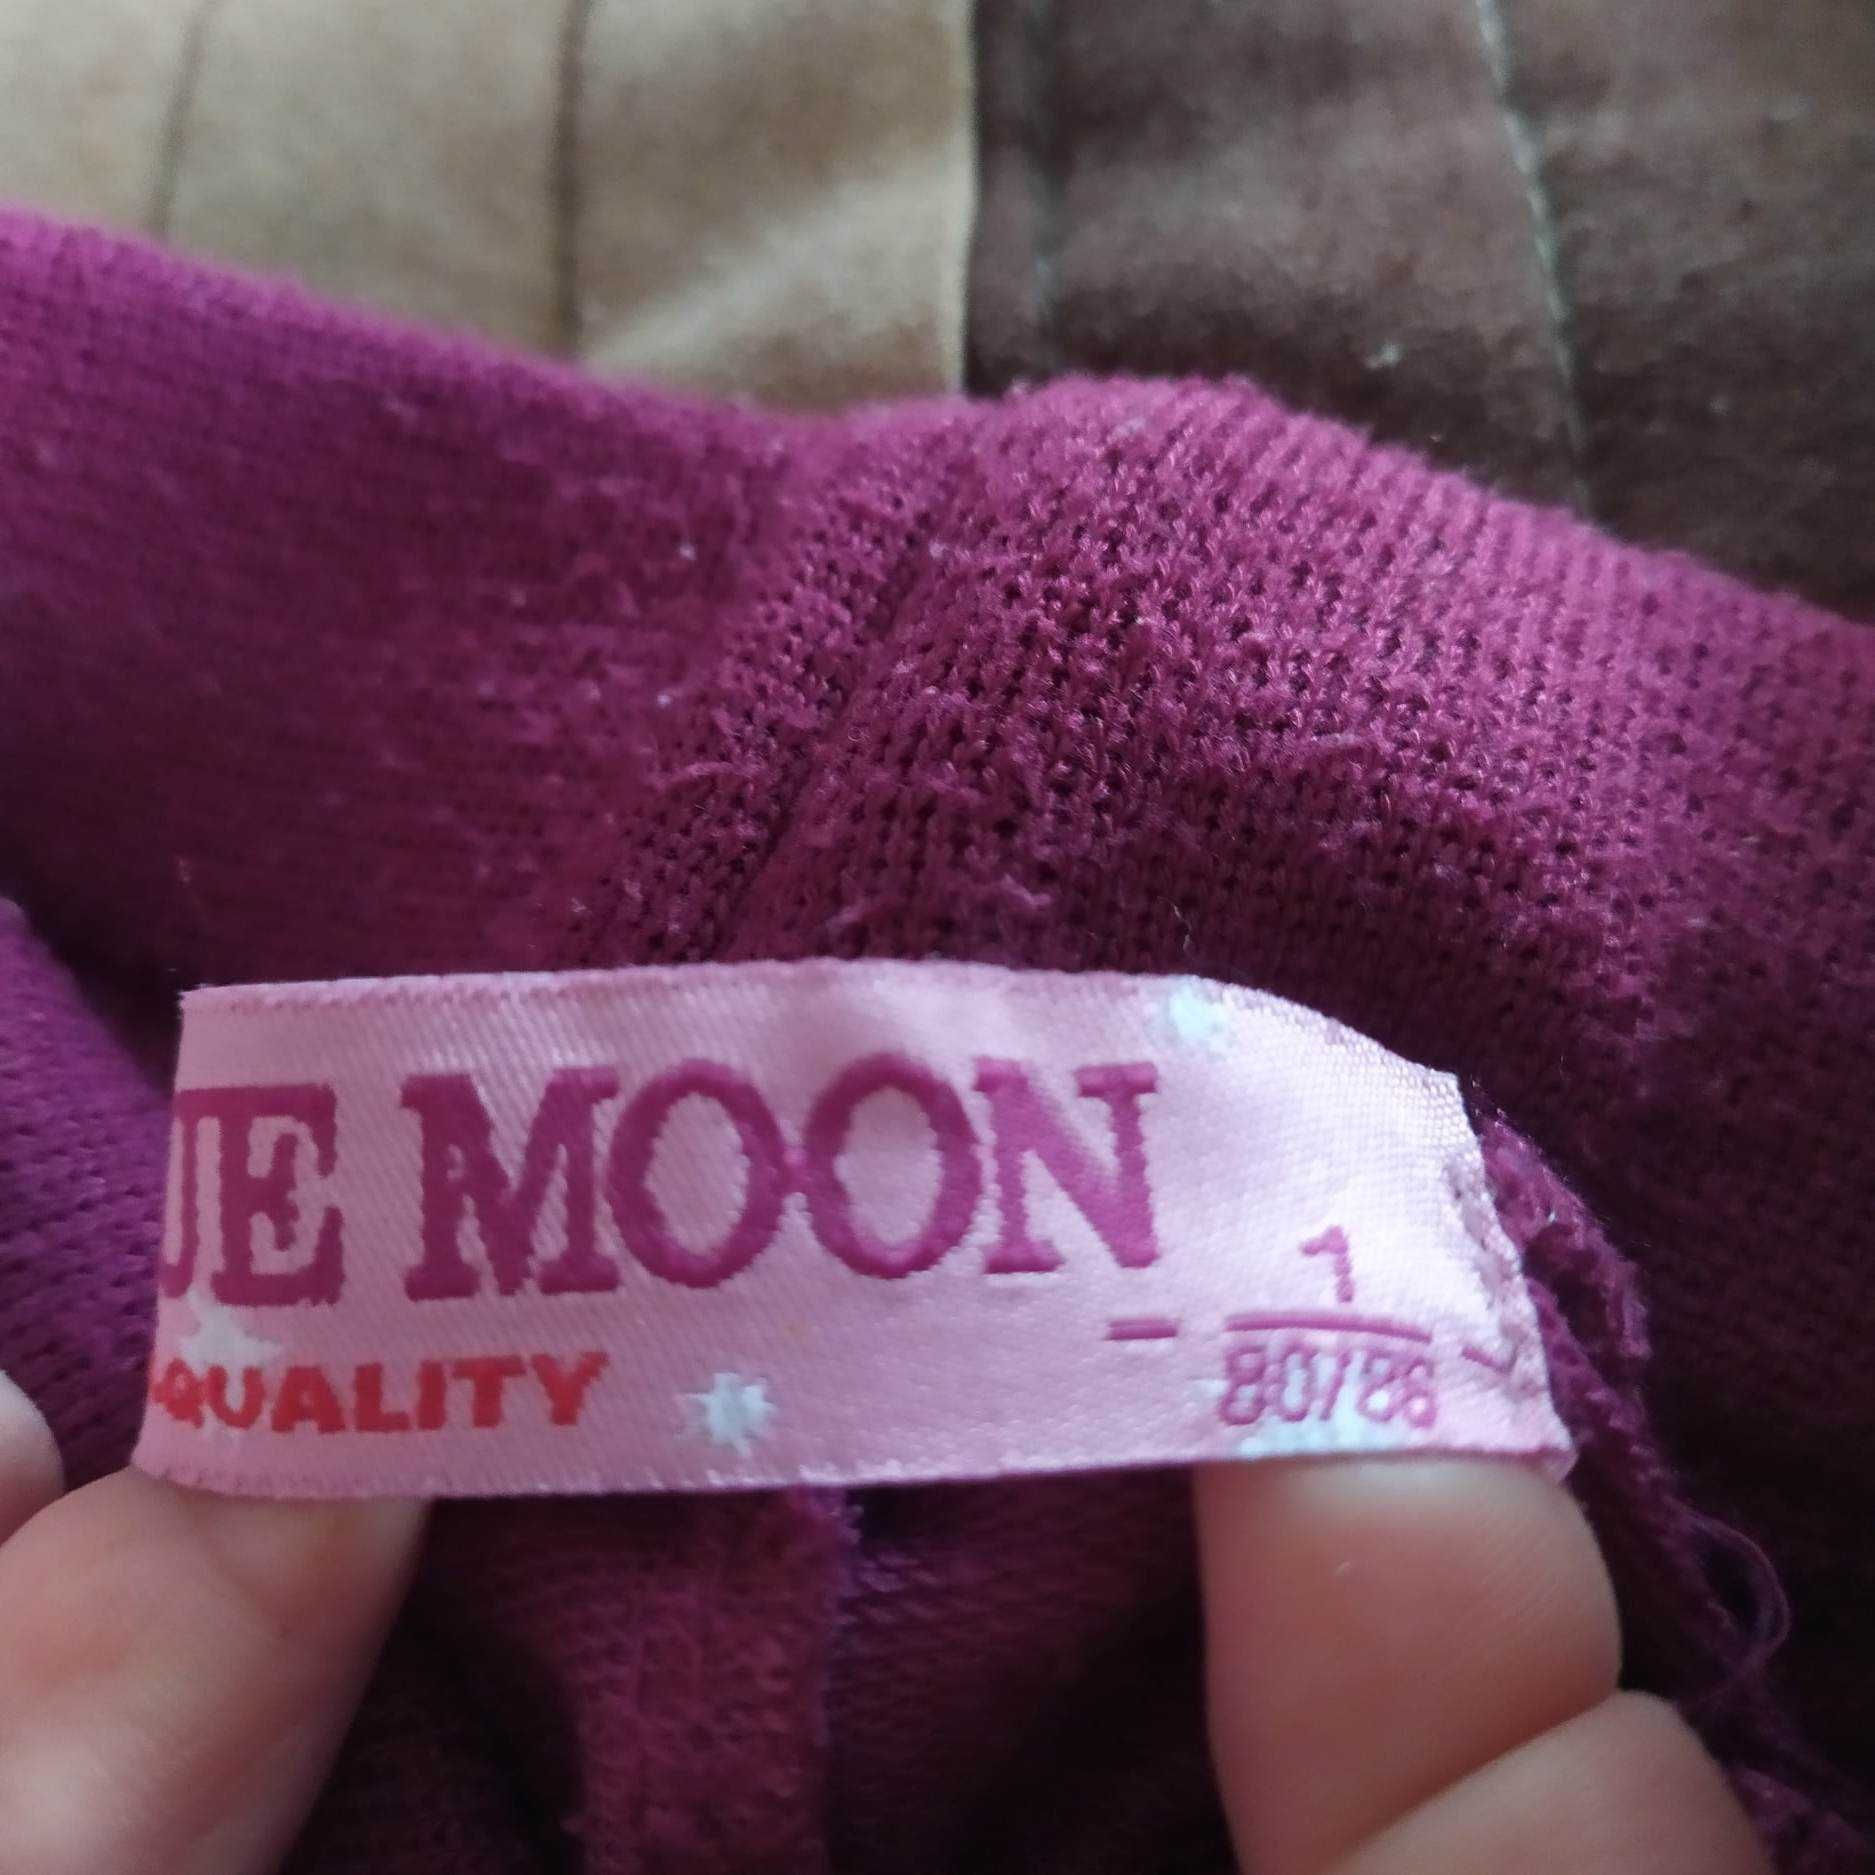 UE MOON
QUALITY
- 1
80/86